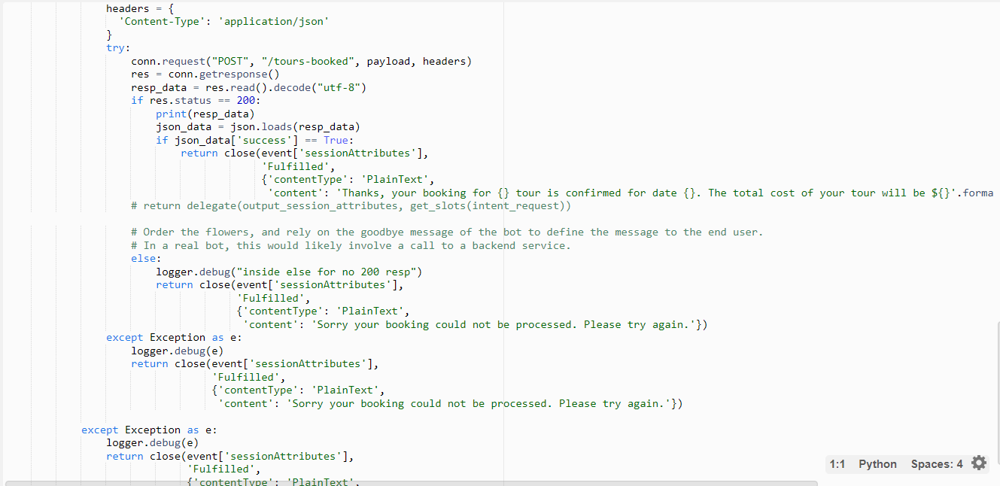 headers = {
  'Content-Type': 'application/json'
}
try:
    conn.request("POST", "/tours-booked", payload, headers)
    res = conn.getresponse()
    resp_data = res.read().decode("utf-8")
    if res.status == 200:
        print(resp_data)
        json_data = json.loads(resp_data)
        if json_data['success'] == True:
            return close(event['sessionAttributes'],
                         'Fulfilled',
                         {'contentType': 'PlainText',
                          'content': 'Thanks, your booking for {} tour is confirmed for date {}. The total cost of your tour will be ${}'.forma
    # return delegate(output_session_attributes, get_slots(intent_request))
    # Order the flowers, and rely on the goodbye message of the bot to define the message to the end user.
    # In a real bot, this would likely involve a call to a backend service.
    else:
        logger.debug("inside else for no 200 resp")
        return close(event['sessionAttributes'],
                     'Fulfilled',
                     {'contentType': 'PlainText',
                      'content': 'Sorry your booking could not be processed. Please try again.'})
except Exception as e:
    logger.debug(e)
    return close(event['sessionAttributes'],
                 'Fulfilled',
                 {'contentType': 'PlainText',
                  'content': 'Sorry your booking could not be processed. Please try again.'})
except Exception as e:
    logger.debug(e)
    return close(event['sessionAttributes'],
                 'Fulfilled',
                 {'contentType': 'PlainText',
1:1 Python Spaces: 4